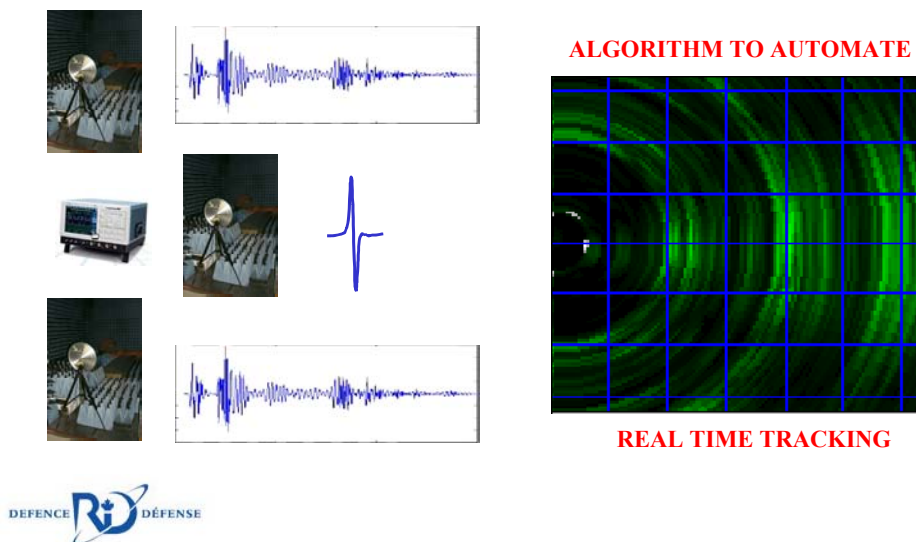 ALGORITHM TO AUTOMATE
REAL TIME TRACKING
DEFENCE R D DÉFENSE